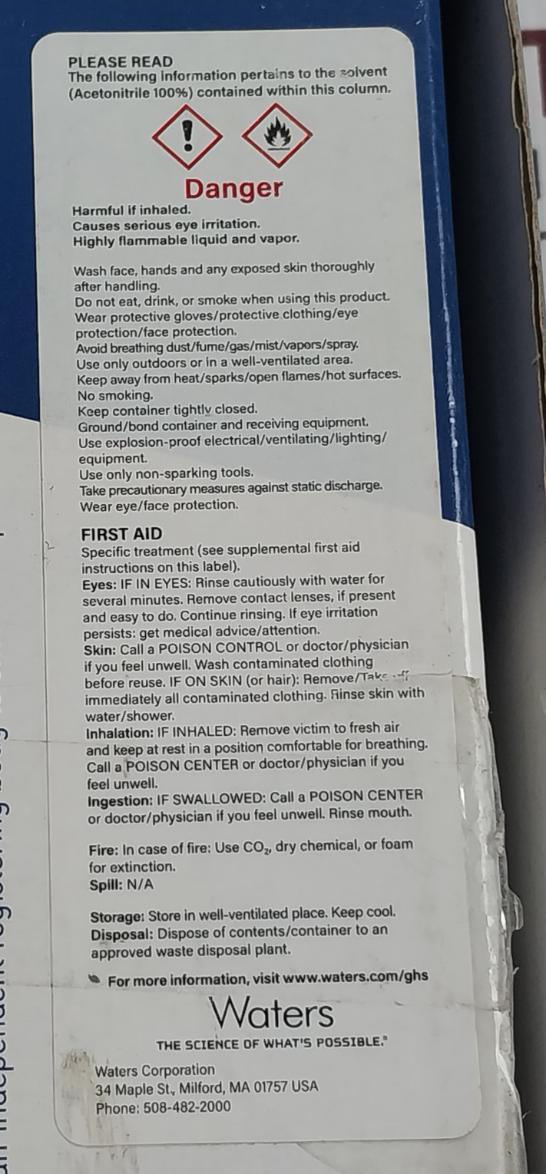 PLEASE READ
The following information pertains to the solvent
(Acetonitrile 100%) contained within this column.
Danger
Harmful if inhaled.
Causes serious eye irritation.
Highly flammable liquid and vapor.
Wash face, hands and any exposed skin thoroughly
after handling.
Do not eat, drink, or smoke when using this product.
Wear protective gloves/protective clothing/eye
protection/face protection.
Avoid breathing dust/fume/gas/mist/vapors/spray.
Use only outdoors or in a well-ventilated area.
Keep away from heat/sparks/open flames/hot surfaces.
No smoking.
Keep container tightly closed.
Ground/bond container and receiving equipment.
Use explosion-proof electrical/ventilating/lighting/
equipment.
Use only non-sparking tools.
Take precautionary measures against static discharge.
Wear eye/face protection.
FIRST AID
Specific treatment (see supplemental first aid
instructions on this label).
Eyes: IF IN EYES: Rinse cautiously with water for
several minutes. Remove contact lenses, if present
and easy to do. Continue rinsing. If eye irritation
persists: get medical advice/attention.
Skin: Call a POISON CONTROL or doctor/physician
if you feel unwell. Wash contaminated clothing
before reuse. IF ON SKIN (or hair): Remove/Take off
immediately all contaminated clothing. Rinse skin with
water/shower.
Inhalation: IF INHALED: Remove victim to fresh air
and keep at rest in a position comfortable for breathing.
Call a POISON CENTER or doctor/physician if you
feel unwell.
Ingestion: IF SWALLOWED: Call a POISON CENTER
or doctor/physician if you feel unwell. Rinse mouth.
Fire: In case of fire: Use CO₂, dry chemical, or foam
for extinction.
Spill: N/A
Storage: Store in well-ventilated place. Keep cool.
Disposal: Dispose of contents/container to an
approved waste disposal plant.
For more information, visit www.waters.com/ghs
Waters
THE SCIENCE OF WHAT'S POSSIBLE.®
Waters Corporation
34 Maple St., Milford, MA 01757 USA
Phone: 508-482-2000